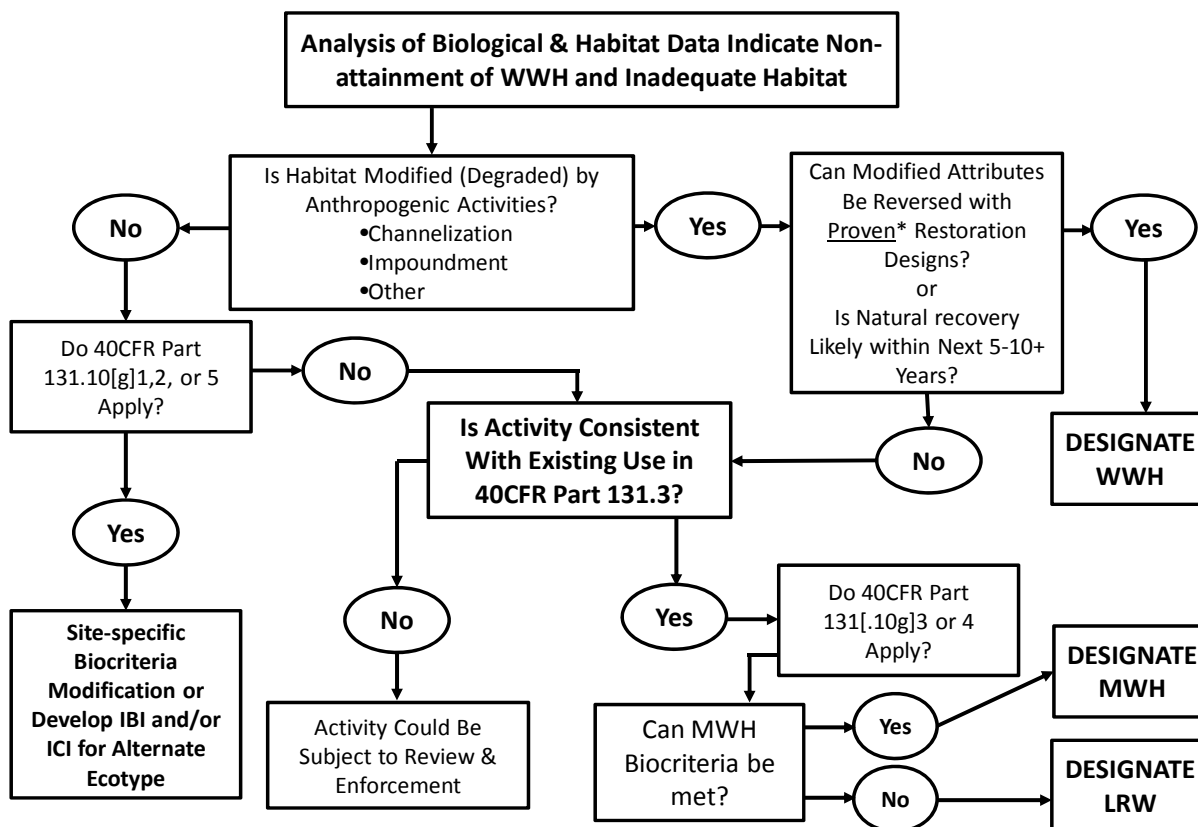 Analysis of Biological & Habitat Data Indicate Non-
attainment of WWH and Inadequate Habitat
Is Habitat Modified (Degraded) by
Anthropogenic Activities?
•Channelization
•Impoundment
•Other
No
Yes
Can Modified Attributes
Be Reversed with
Proven* Restoration
Designs?
or
Is Natural recovery
Likely within Next 5-10+
Years?
Yes
DESIGNATE
WWH
No
Do 40CFR Part
131.10[g]1,2, or 5
Apply?
No
Yes
Site-specific
Biocriteria
Modification or
Develop IBI and/or
ICI for Alternate
Ecotype
Is Activity Consistent
With Existing Use in
40CFR Part 131.3?
No
Activity Could Be
Subject to Review &
Enforcement
Yes
Do 40CFR Part
131[.10g]3 or 4
Apply?
Can MWH
Biocriteria be
met?
Yes
DESIGNATE
MWH
No
DESIGNATE
LRW